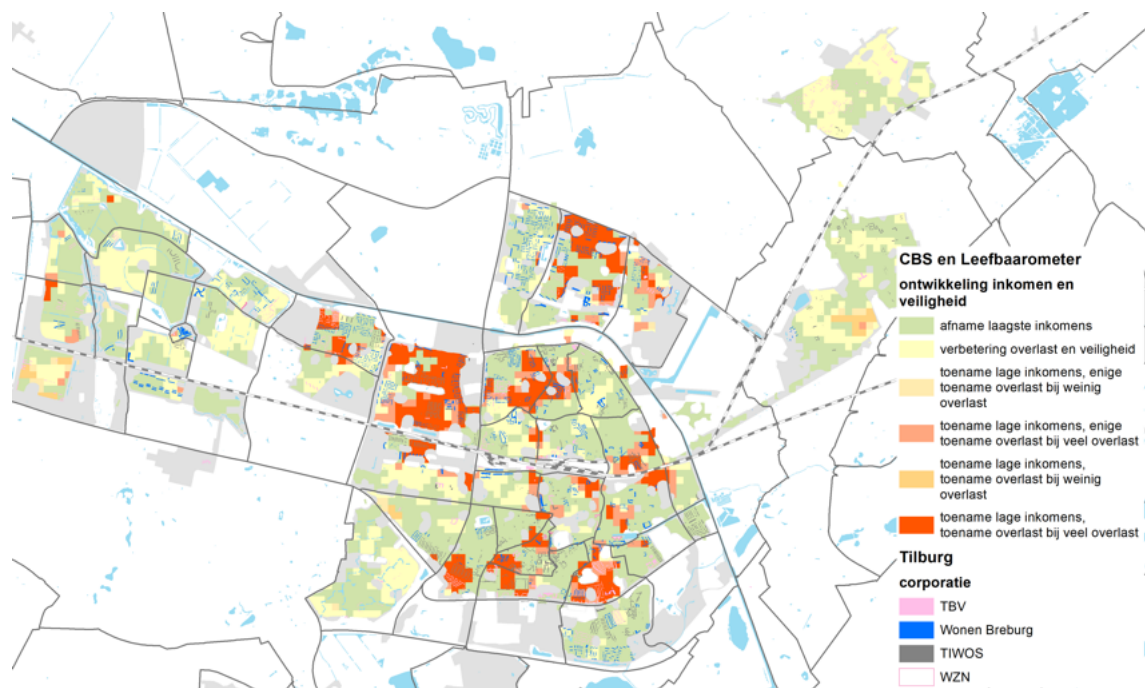 CBS en Leefbaarometer
ontwikkeling inkomen en
veiligheid
afname laagste inkomens
verbetering overlast en veiligheid
toename lage inkomens, enige
toename overlast bij weinig
overlast
toename lage inkomens, enige
toename overlast bij veel overlast
toename lage inkomens,
toename overlast bij weinig
overlast
toename lage inkomens,
toename overlast bij veel overlast
Tilburg
corporatie
TBV
Wonen Breburg
TIWOS
WZN